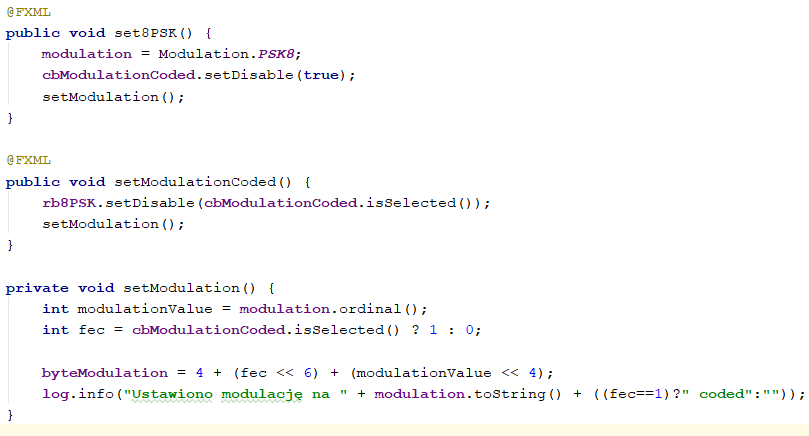 @FXML
public void set8PSK() {
    modulation = Modulation.PSK8;
    cbModulationCoded.setDisable(true);
    setModulation();
}

@FXML
public void setModulationCoded() {
    rb8PSK.setDisable(cbModulationCoded.isSelected());
    setModulation();
}

private void setModulation() {
    int modulationValue = modulation.ordinal();
    int fec = cbModulationCoded.isSelected() ? 1 : 0;

    byteModulation = 4 + (fec << 6) + (modulationValue << 4);
    log.info("Ustawiono modulację na " + modulation.toString() + ((fec==1)?" coded":""));
}